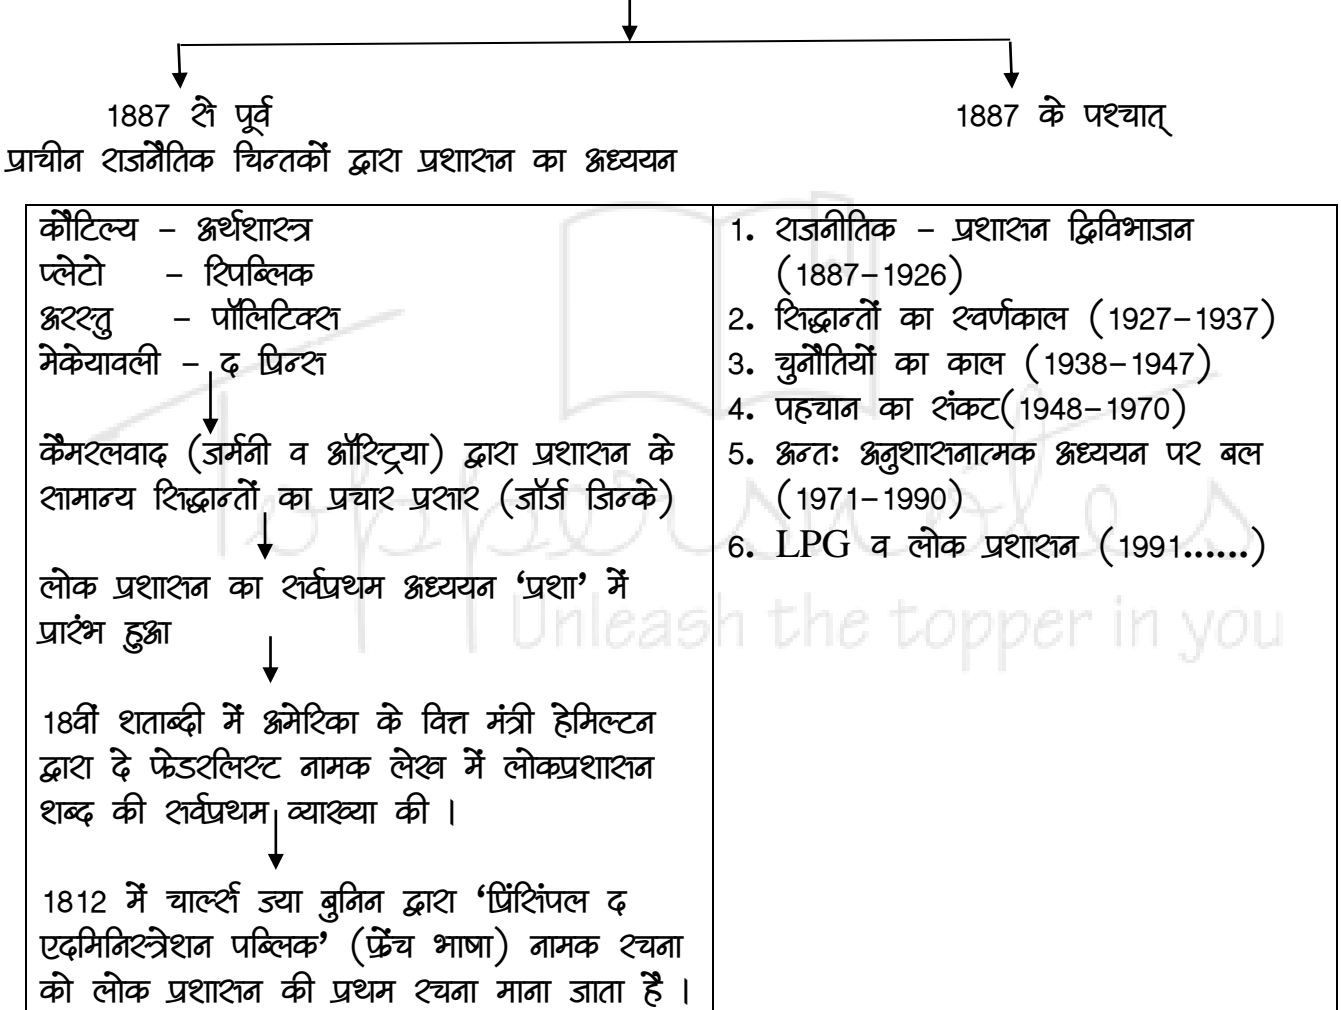 1887 से पूर्व
1887 के पश्चात्
प्राचीन राजनैतिक चिन्तकों द्वारा प्रशासन का अध्ययन
कौटिल्य – अर्थशास्त्र
प्लेटो – रिपब्लिक
अरस्तु – पॉलिटिक्स
मेकेयावली – द प्रिन्स
कैमरलवाद (जर्मनी व ऑस्ट्रिया) द्वारा प्रशासन के
सामान्य सिद्धान्तों का प्रचार प्रसार (जॉर्ज जिन्के)
लोक प्रशासन का सर्वप्रथम अध्ययन ‘प्रशा’ में
प्रारंभ हुआ
18वीं शताब्दी में अमेरिका के वित्त मंत्री हेमिल्टन
द्वारा दे फेडरलिस्ट नामक लेख में लोकप्रशासन
शब्द की सर्वप्रथम व्याख्या की ।
1812 में चार्ल्स ज्या बुनिन द्वारा ‘प्रिंसिंपल द
एदमिनिस्त्रेशन पब्लिक’ (फ्रेंच भाषा) नामक रचना
को लोक प्रशासन की प्रथम रचना माना जाता है ।
1. राजनीतिक – प्रशासन द्विविभाजन
(1887–1926)
2. सिद्धान्तों का स्वर्णकाल (1927–1937)
3. चुनौतियों का काल (1938–1947)
4. पहचान का संकट(1948–1970)
5. अन्तः अनुशासनात्मक अध्ययन पर बल
(1971–1990)
6. LPG व लोक प्रशासन (1991......)
Toppersnotes
Unleash the topper in you